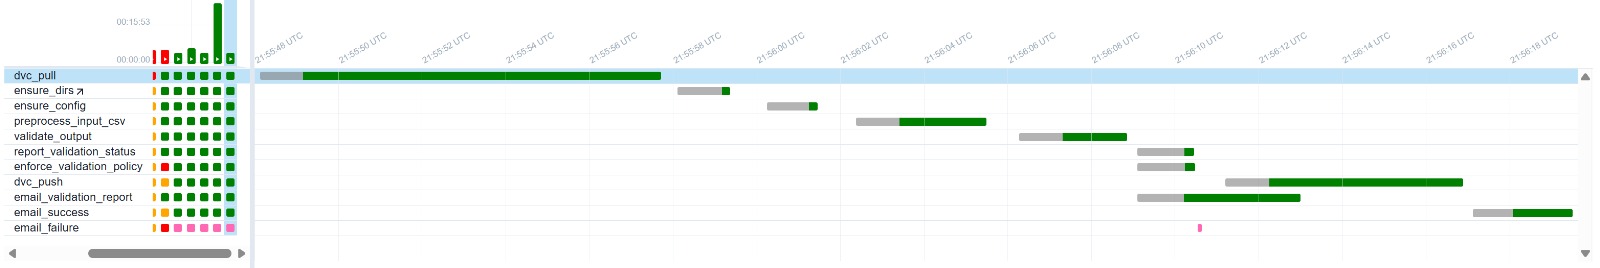 00:15:53
00:00:00
21:55:48 UTC
21:55:50 UTC
21:55:52 UTC
21:55:54 UTC
21:55:56 UTC
21:55:58 UTC
21:56:00 UTC
21:56:02 UTC
21:56:04 UTC
21:56:06 UTC
21:56:08 UTC
21:56:10 UTC
21:56:12 UTC
21:56:14 UTC
21:56:16 UTC
21:56:18 UTC
dvc_pull
ensure_dirs
ensure_config
preprocess_input_csv
validate_output
report_validation_status
enforce_validation_policy
dvc_push
email_validation_report
email_success
email_failure